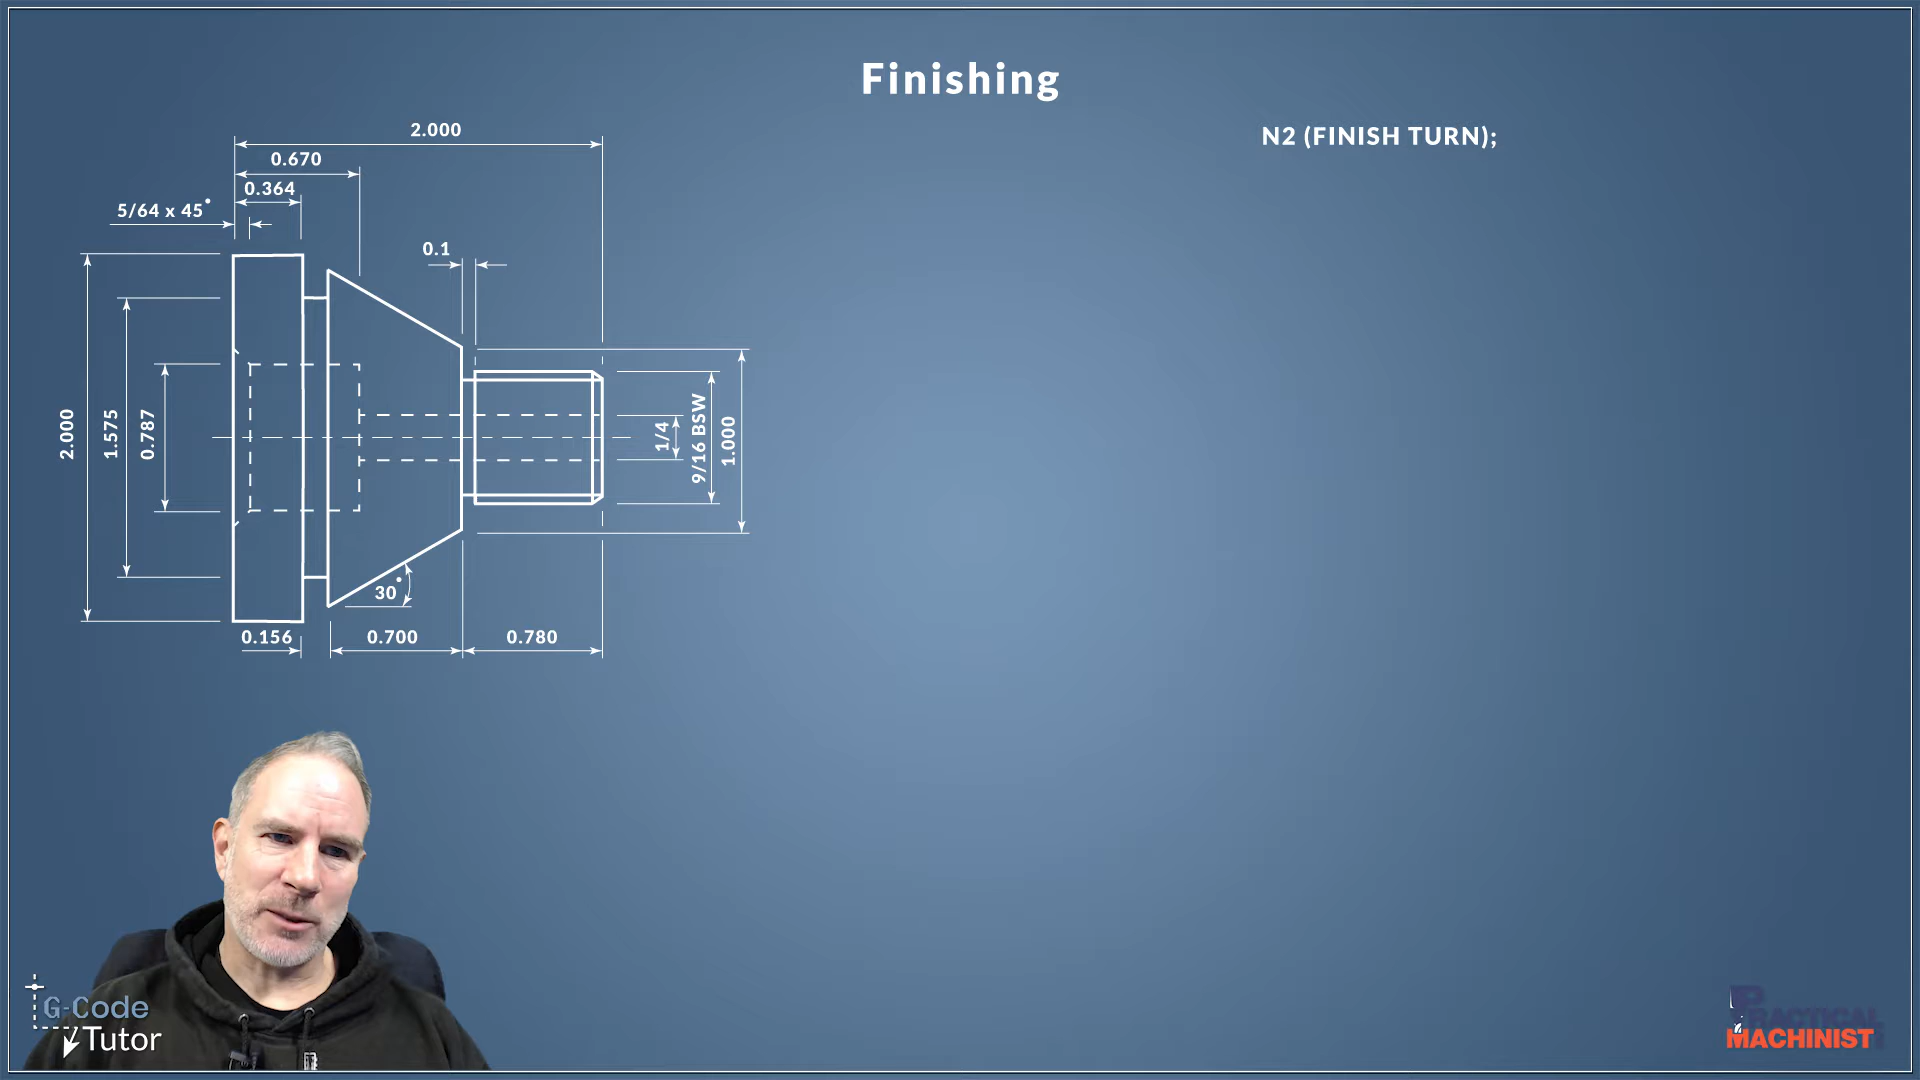 Finishing
N2 (FINISH TURN);
2.000
0.670
0.364
5/64 x 45°
0.1
2.000
1.575
0.787
1/4
9/16 BSW
1.000
30°
0.156
0.700
0.780
G-Code
Tutor
PRACTICAL
MACHINIST